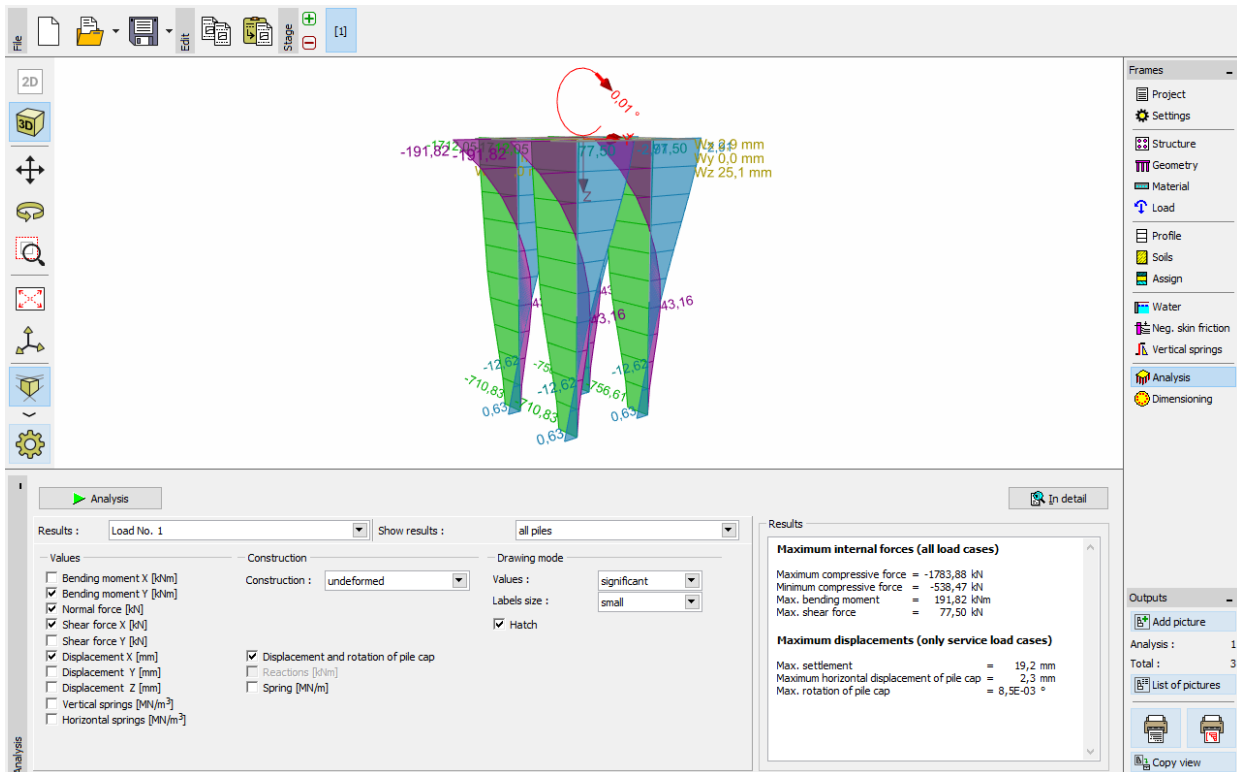 File
Edit
Stage
[1]
2D
3D
0,01 °
-191,82
-191,82
77,50
77,50
Wy 0,0 mm
Wz 25,1 mm
Z
43,16
43,16
-12,62
-12,62
-12,62
-710,83
-710,83
756,61
0,63
0,63
0,63
Frames
Project
Settings
Structure
Geometry
Material
Load
Profile
Soils
Assign
Water
Neg. skin friction
Vertical springs
Analysis
Dimensioning
Outputs
Add picture
Analysis : 1
Total : 3
List of pictures
Copy view
Analysis
In detail
Results : Load No. 1 Show results : all piles
Values
Bending moment X [kNm]
Bending moment Y [kNm]
Normal force [kN]
Shear force X [kN]
Shear force Y [kN]
Displacement X [mm]
Displacement Y [mm]
Displacement Z [mm]
Vertical springs [MN/m³]
Horizontal springs [MN/m³]
Construction
Construction : undeformed
Displacement and rotation of pile cap
Reactions [kNm]
Spring [MN/m]
Drawing mode
Values : significant
Labels size : small
Hatch
Results
Maximum internal forces (all load cases)
Maximum compressive force = -1783,88 kN
Minimum compressive force = -538,47 kN
Max. bending moment = 191,82 kNm
Max. shear force = 77,50 kN
Maximum displacements (only service load cases)
Max. settlement = 19,2 mm
Maximum horizontal displacement of pile cap = 2,3 mm
Max. rotation of pile cap = 8,5E-03 °
Analysis